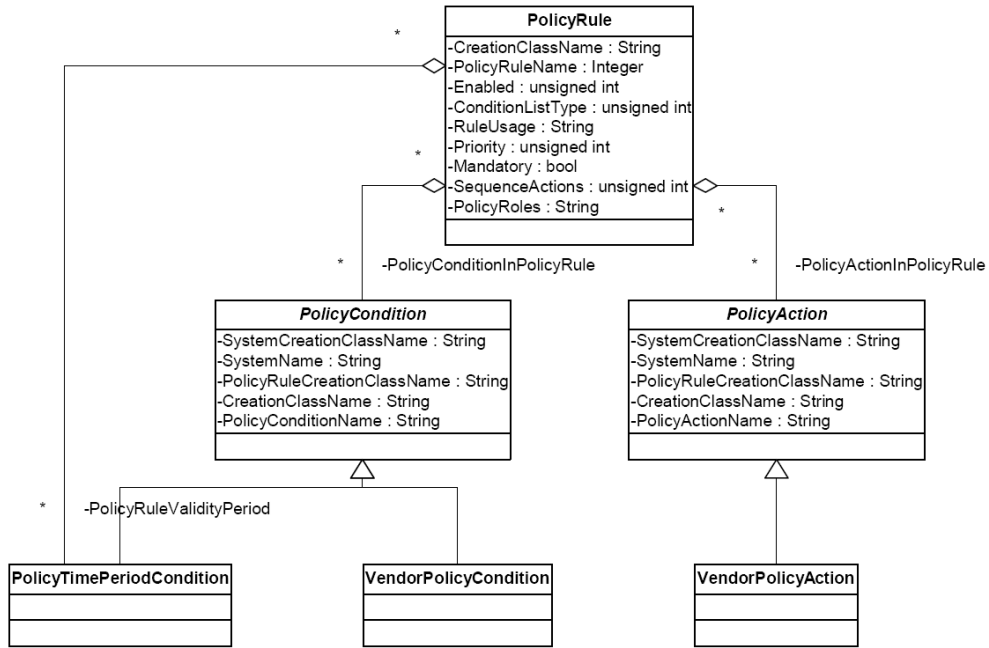 PolicyRule
-CreationClassName : String
-PolicyRuleName : Integer
-Enabled : unsigned int
-ConditionListType : unsigned int
-RuleUsage : String
-Priority : unsigned int
-Mandatory : bool
-SequenceActions : unsigned int
-PolicyRoles : String
*
*
*
* -PolicyConditionInPolicyRule
* -PolicyActionInPolicyRule
PolicyCondition
-SystemCreationClassName : String
-SystemName : String
-PolicyRuleCreationClassName : String
-CreationClassName : String
-PolicyConditionName : String
PolicyAction
-SystemCreationClassName : String
-SystemName : String
-PolicyRuleCreationClassName : String
-CreationClassName : String
-PolicyActionName : String
* -PolicyRuleValidityPeriod
PolicyTimePeriodCondition
VendorPolicyCondition
VendorPolicyAction